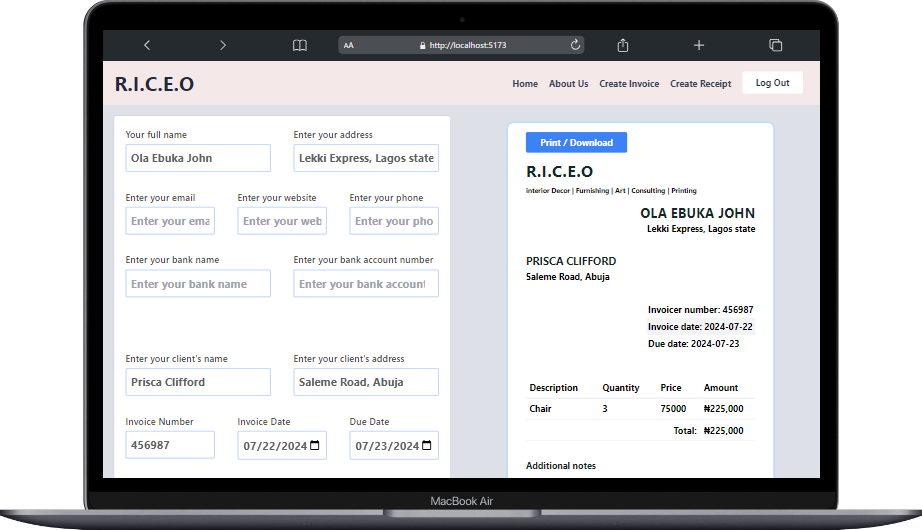 AA
http://localhost:5173
R.I.C.E.O
Home About Us Create Invoice Create Receipt Log Out
Your full name
Enter your address
Ola Ebuka John
Lekki Express, Lagos state
Enter your email
Enter your website
Enter your phone
Enter your ema
Enter your web
Enter your pho
Enter your bank name
Enter your bank account number
Enter your bank name
Enter your bank account
Enter your client's name
Enter your client's address
Prisca Clifford
Saleme Road, Abuja
Invoice Number
Invoice Date
Due Date
456987
07/22/2024
07/23/2024
Print / Download
R.I.C.E.O
Interior Decor | Furnishing | Art | Consulting | Printing
OLA EBUKA JOHN
Lekki Express, Lagos state
PRISCA CLIFFORD
Saleme Road, Abuja
Invoicer number: 456987
Invoice date: 2024-07-22
Due date: 2024-07-23
Description Quantity Price Amount
Chair 3 75000 ₦225,000
Total: ₦225,000
Additional notes
MacBook Air